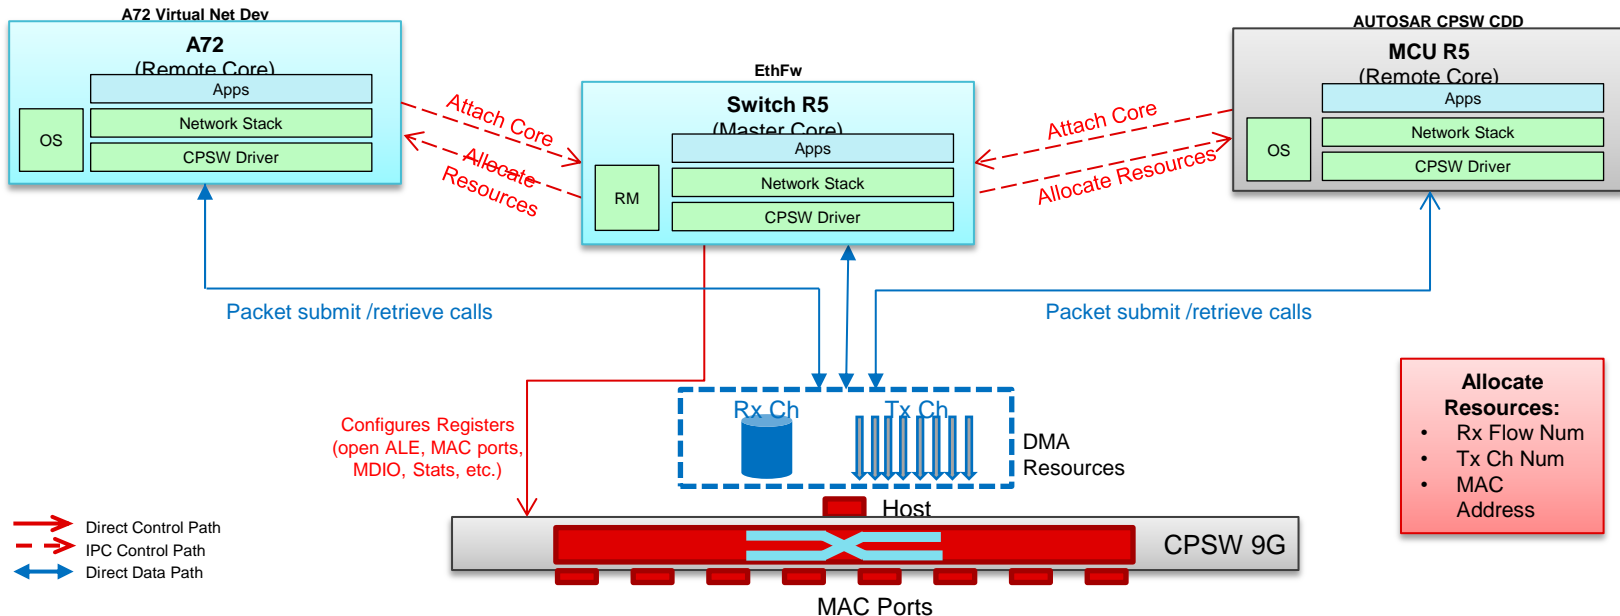 A72 Virtual Net Dev
A72
(Remote Core)
Apps
Network Stack
CPSW Driver
OS
Attach Core
Allocate
Resources
EthFw
Switch R5
(Master Core)
Apps
Network Stack
CPSW Driver
RM
Attach Core
Allocate Resources
AUTOSAR CPSW CDD
MCU R5
(Remote Core)
Apps
Network Stack
CPSW Driver
OS
Packet submit /retrieve calls
Packet submit /retrieve calls
Configures Registers
(open ALE, MAC ports,
MDIO, Stats, etc.)
Rx Ch
Tx Ch
DMA
Resources
Allocate
Resources:
• Rx Flow Num
• Tx Ch Num
• MAC
Address
Host
CPSW 9G
MAC Ports
Direct Control Path
IPC Control Path
Direct Data Path